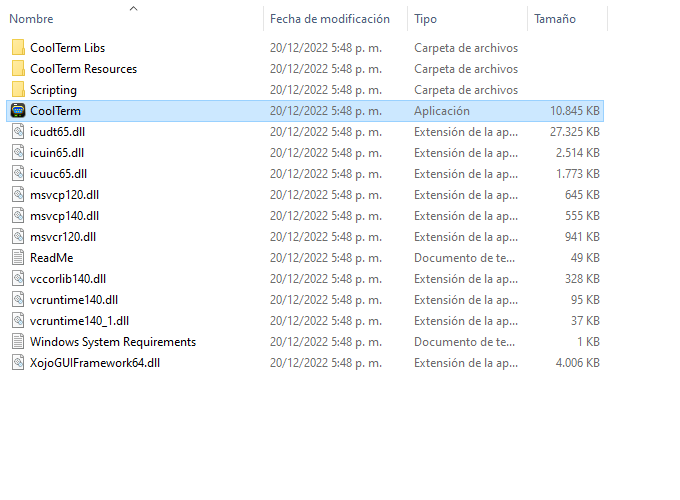 Nombre Fecha de modificación Tipo Tamaño
CoolTerm Libs 20/12/2022 5:48 p. m. Carpeta de archivos
CoolTerm Resources 20/12/2022 5:48 p. m. Carpeta de archivos
Scripting 20/12/2022 5:48 p. m. Carpeta de archivos
CoolTerm 20/12/2022 5:48 p. m. Aplicación 10.845 KB
icudt65.dll 20/12/2022 5:48 p. m. Extensión de la ap... 27.325 KB
icuin65.dll 20/12/2022 5:48 p. m. Extensión de la ap... 2.514 KB
icuuc65.dll 20/12/2022 5:48 p. m. Extensión de la ap... 1.773 KB
msvcp120.dll 20/12/2022 5:48 p. m. Extensión de la ap... 645 KB
msvcp140.dll 20/12/2022 5:48 p. m. Extensión de la ap... 555 KB
msvcr120.dll 20/12/2022 5:48 p. m. Extensión de la ap... 941 KB
ReadMe 20/12/2022 5:48 p. m. Documento de te... 49 KB
vccorlib140.dll 20/12/2022 5:48 p. m. Extensión de la ap... 328 KB
vcruntime140.dll 20/12/2022 5:48 p. m. Extensión de la ap... 95 KB
vcruntime140_1.dll 20/12/2022 5:48 p. m. Extensión de la ap... 37 KB
Windows System Requirements 20/12/2022 5:48 p. m. Documento de te... 1 KB
XojoGUIFramework64.dll 20/12/2022 5:48 p. m. Extensión de la ap... 4.006 KB